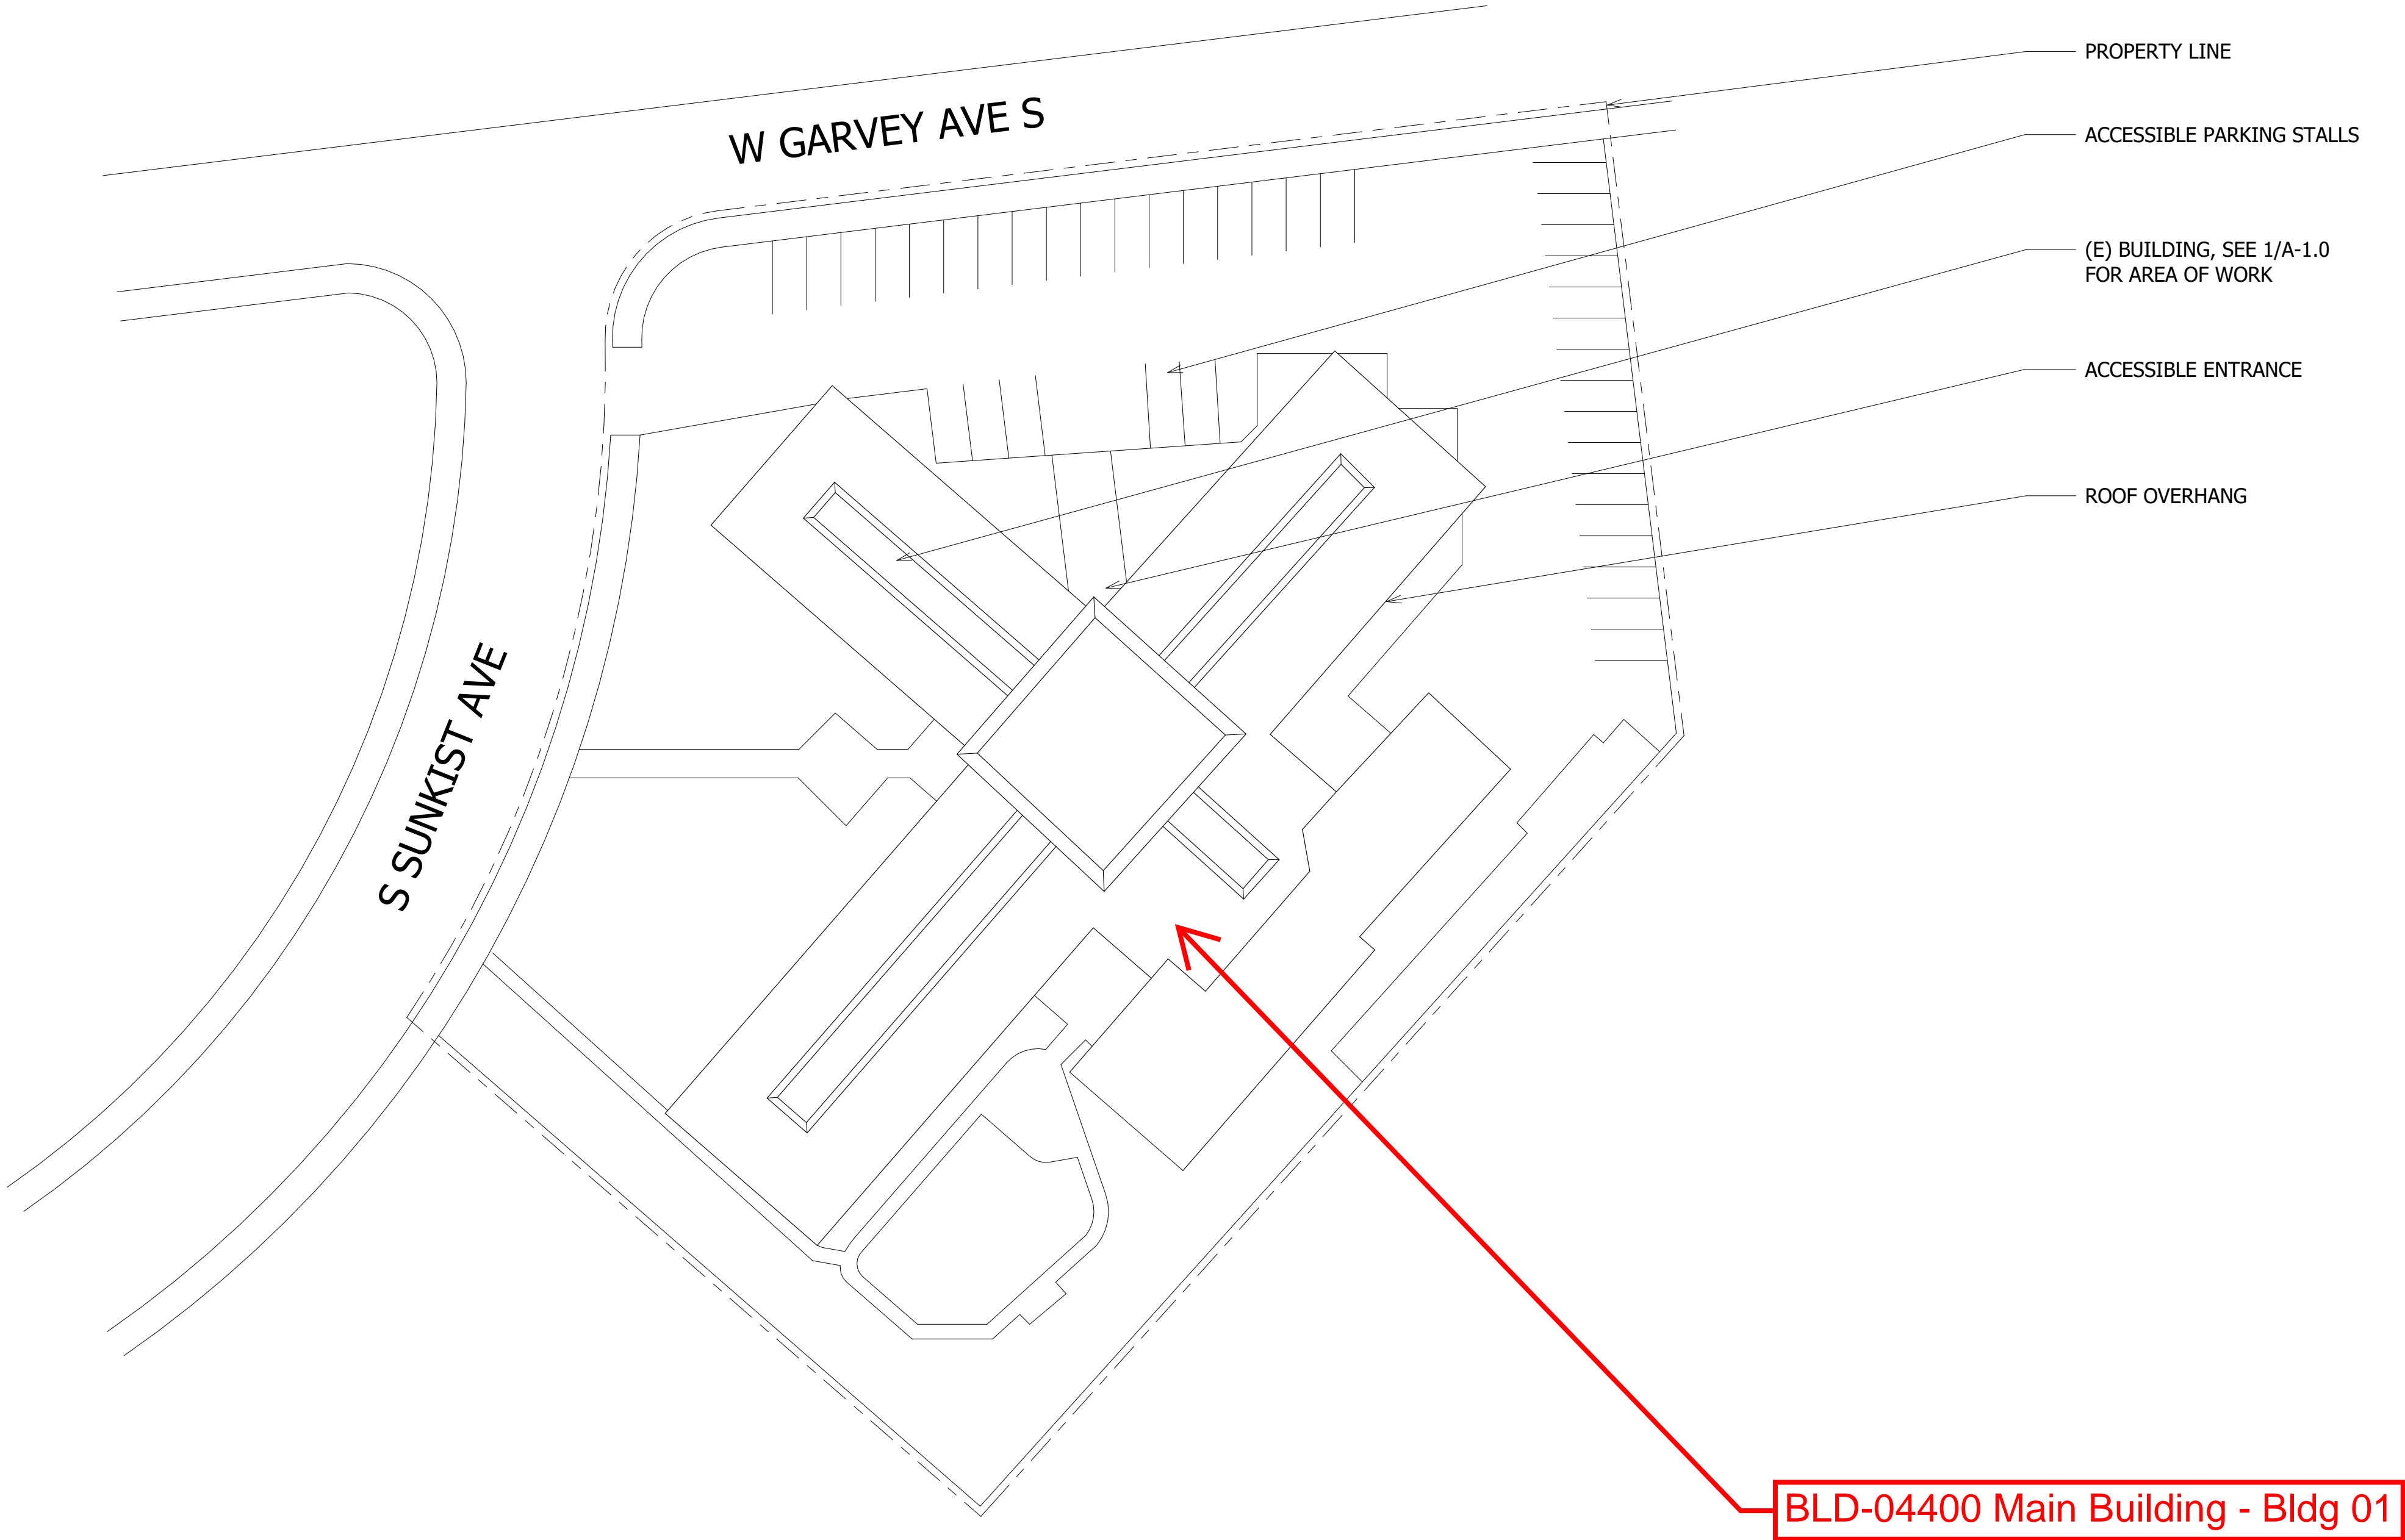 PROPERTY LINE
W GARVEY AVE S
ACCESSIBLE PARKING STALLS
(E) BUILDING, SEE 1/A-1.0
FOR AREA OF WORK
ACCESSIBLE ENTRANCE
ROOF OVERHANG
S SUNKIST AVE
BLD-04400 Main Building - Bldg 01